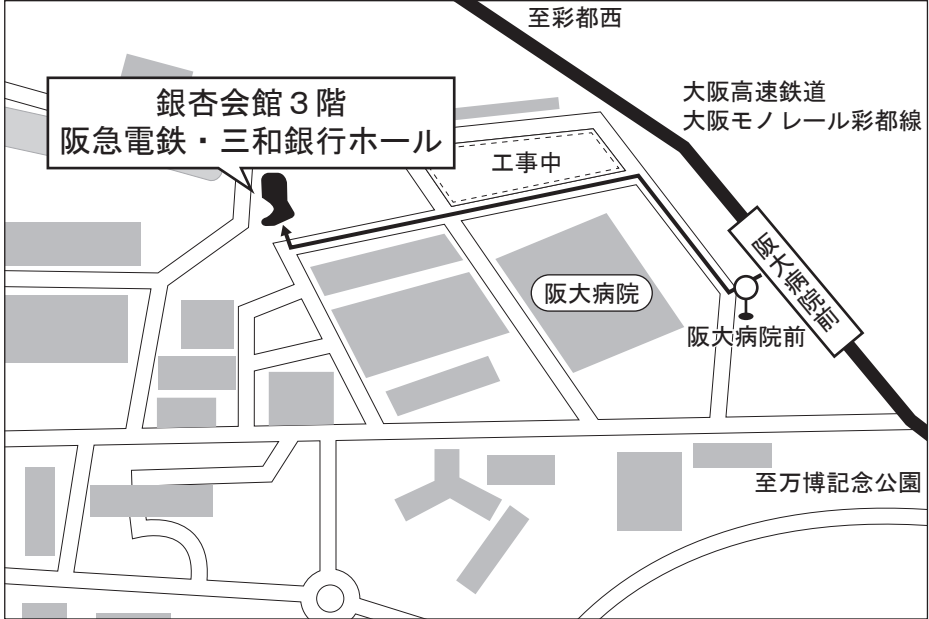 至彩都西
大阪高速鉄道
大阪モノレール彩都線
銀杏会館３階
阪急電鉄・三和銀行ホール
工事中
阪大病院
阪大病院前
阪大病院前
至万博記念公園